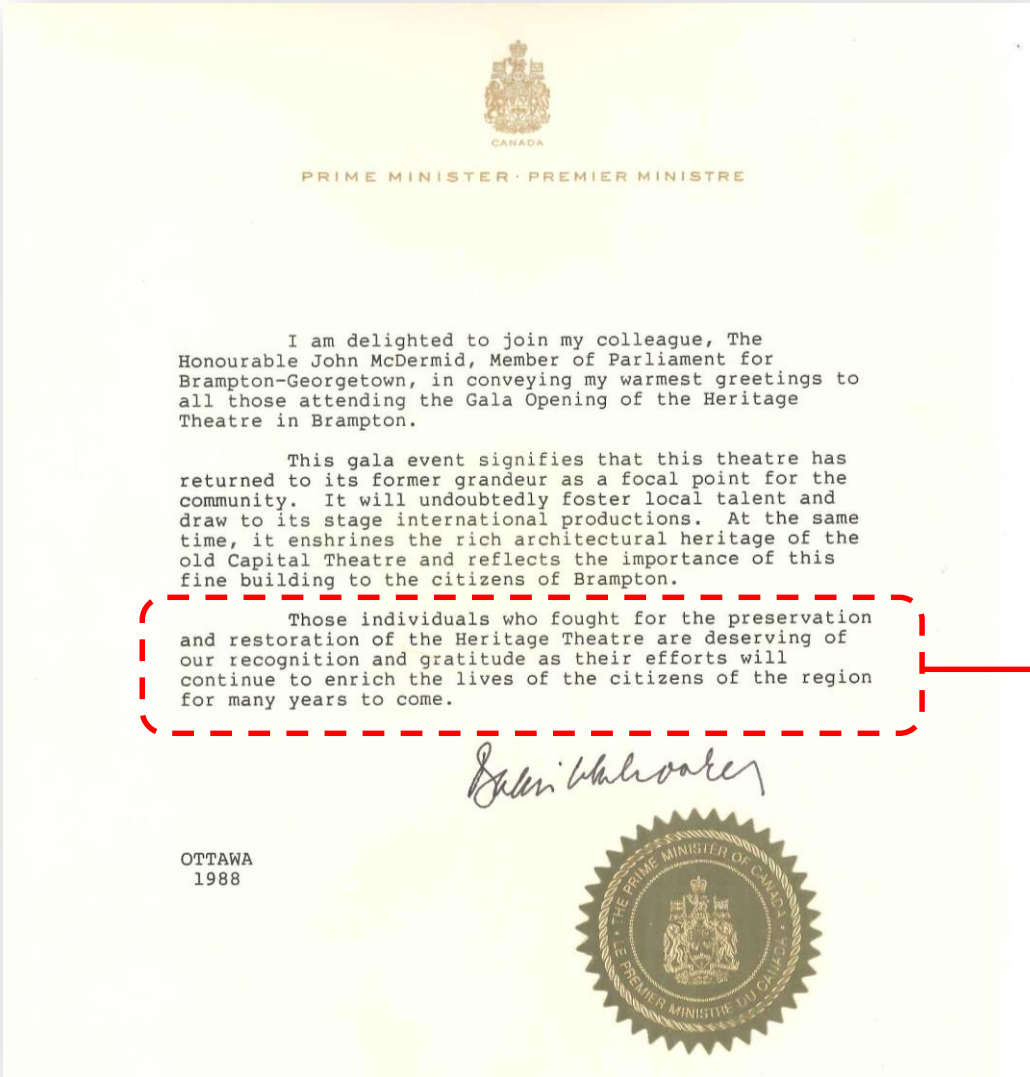 CANADA
PRIME MINISTER · PREMIER MINISTRE
I am delighted to join my colleague, The
Honourable John McDermid, Member of Parliament for
Brampton-Georgetown, in conveying my warmest greetings to
all those attending the Gala Opening of the Heritage
Theatre in Brampton.
This gala event signifies that this theatre has
returned to its former grandeur as a focal point for the
community. It will undoubtedly foster local talent and
draw to its stage international productions. At the same
time, it enshrines the rich architectural heritage of the
old Capital Theatre and reflects the importance of this
fine building to the citizens of Brampton.
Those individuals who fought for the preservation
and restoration of the Heritage Theatre are deserving of
our recognition and gratitude as their efforts will
continue to enrich the lives of the citizens of the region
for many years to come.
OTTAWA
1988
THE PRIME MINISTER OF CANADA
LE PREMIER MINISTRE DU CANADA